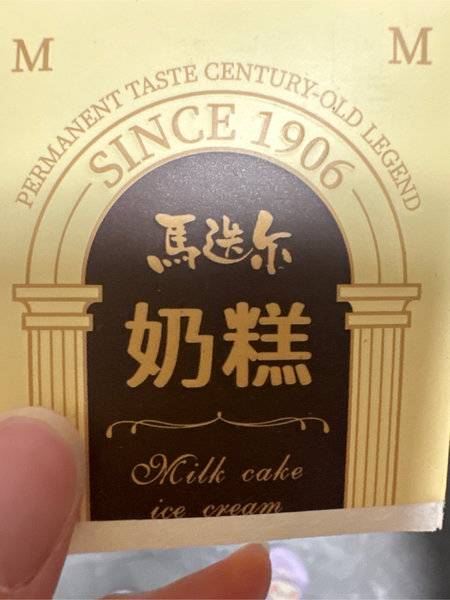 M M
PERMANENT TASTE CENTURY-OLD LEGEND
SINCE 1906
馬迭尔
奶糕
Milk cake
ice cream